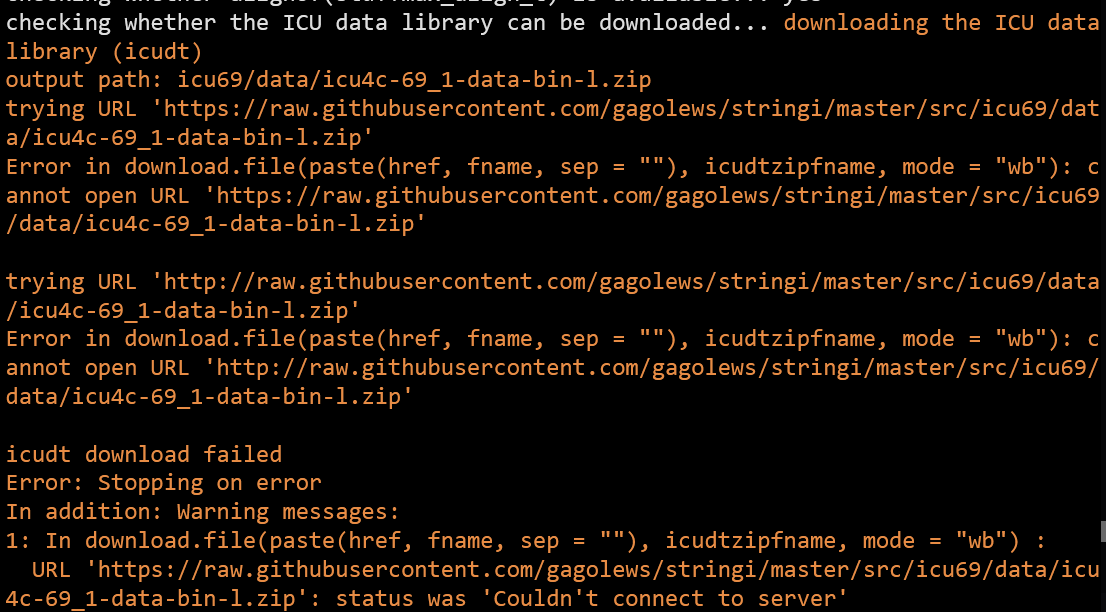 checking whether the ICU data library can be downloaded... downloading the ICU data
library (icudt)
output path: icu69/data/icu4c-69_1-data-bin-l.zip
trying URL 'https://raw.githubusercontent.com/gagolews/stringi/master/src/icu69/dat
a/icu4c-69_1-data-bin-l.zip'
Error in download.file(paste(href, fname, sep = ""), icudtzipfname, mode = "wb"): c
annot open URL 'https://raw.githubusercontent.com/gagolews/stringi/master/src/icu69
/data/icu4c-69_1-data-bin-l.zip'

trying URL 'http://raw.githubusercontent.com/gagolews/stringi/master/src/icu69/data
/icu4c-69_1-data-bin-l.zip'
Error in download.file(paste(href, fname, sep = ""), icudtzipfname, mode = "wb"): c
annot open URL 'http://raw.githubusercontent.com/gagolews/stringi/master/src/icu69/
data/icu4c-69_1-data-bin-l.zip'

icudt download failed
Error: Stopping on error
In addition: Warning messages:
1: In download.file(paste(href, fname, sep = ""), icudtzipfname, mode = "wb") :
  URL 'https://raw.githubusercontent.com/gagolews/stringi/master/src/icu69/data/icu
4c-69_1-data-bin-l.zip': status was 'Couldn't connect to server'